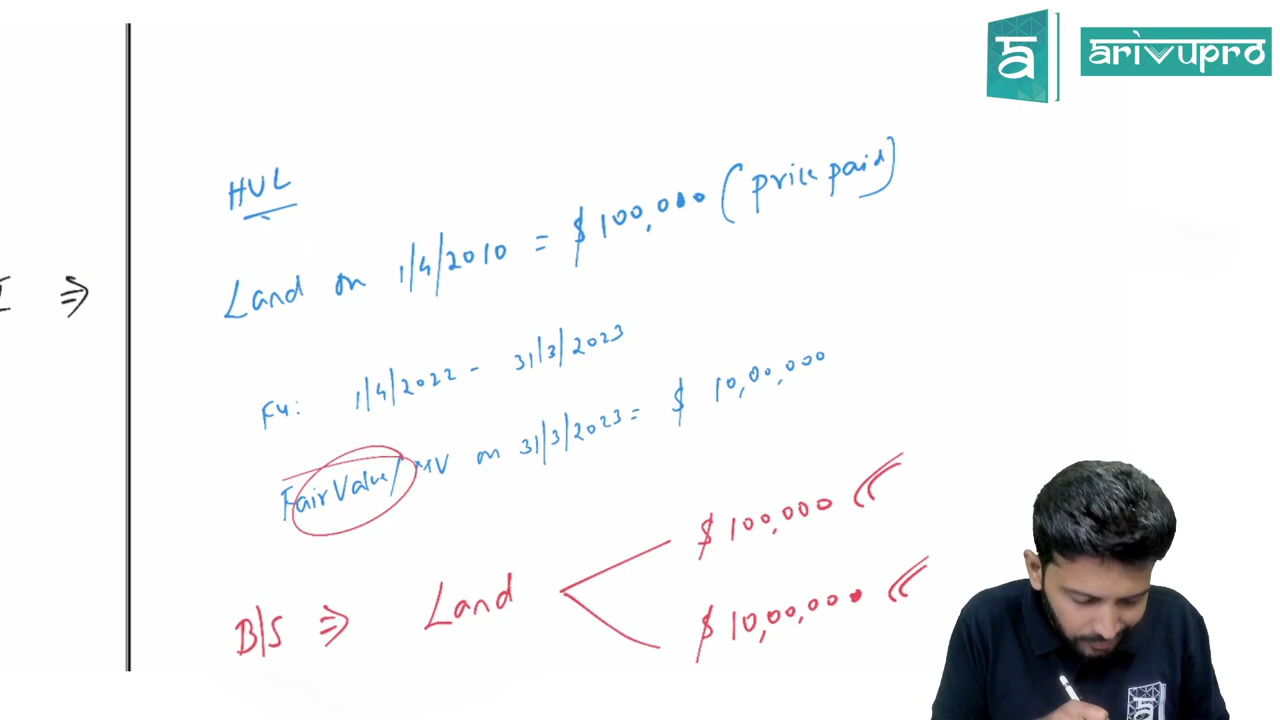 ā arivupro
HUL
Land on 1/4/2010 = $ 100,000 (price paid)
I ⇒
FY: 1/4/2022 - 31/3/2023
Fair Value/MV on 31/3/2023 = $ 10,00,000
$ 100,000
B/S ⇒ Land
$ 10,00,000